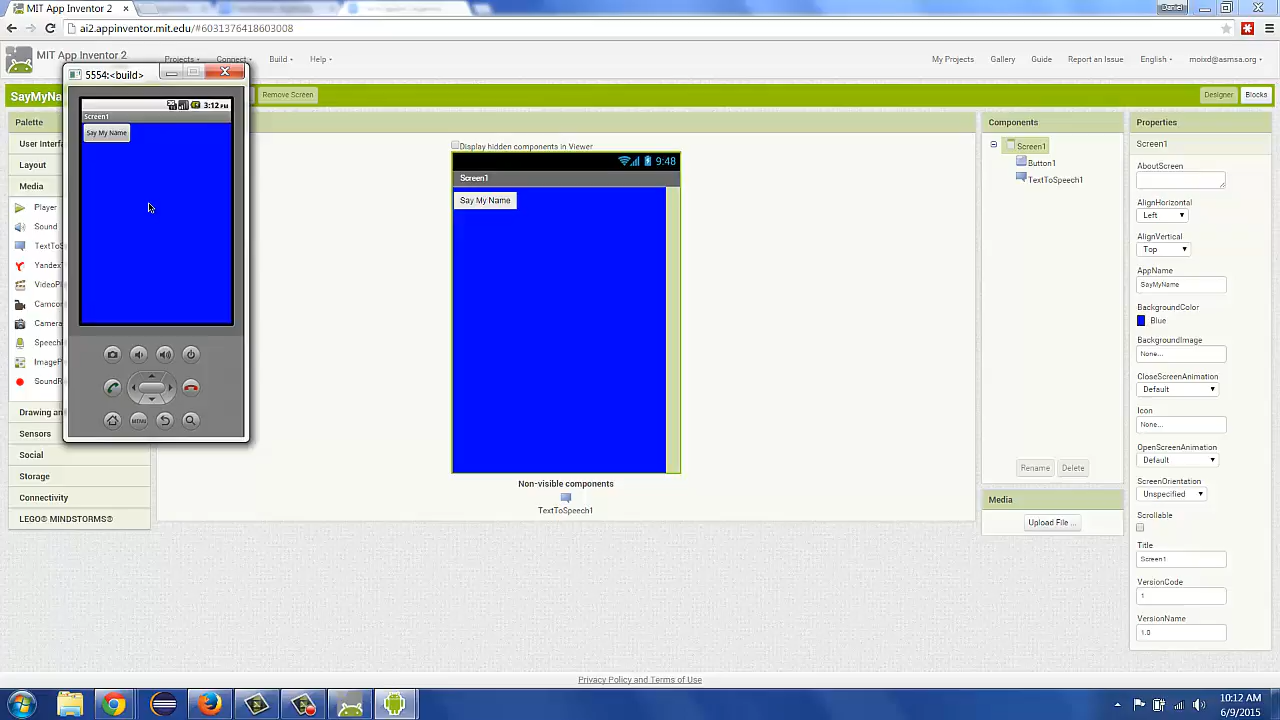 MIT App Inventor 2
Daniel
ai2.appinventor.mit.edu/#6031376418603008
MIT App Inventor 2
Projects
Connect
Build
Help
My Projects
Gallery
Guide
Report an Issue
English
moixd@asmsa.org
SayMyNa
Remove Screen
Designer
Blocks
5554:<build>
3:12 PM
Screen1
Say My Name
MENU
Palette
User Interfa
Layout
Media
Player
Sound
TextToS
Yandex
VideoPl
Camcor
Camera
Speech
ImageP
SoundR
Drawing an
Sensors
Social
Storage
Connectivity
LEGO® MINDSTORMS®
Display hidden components in Viewer
9:48
Screen1
Say My Name
Non-visible components
TextToSpeech1
Components
Screen1
Button1
TextToSpeech1
Rename
Delete
Media
Upload File ...
Properties
Screen1
AboutScreen
AlignHorizontal
Left
AlignVertical
Top
AppName
SayMyName
BackgroundColor
Blue
BackgroundImage
None...
CloseScreenAnimation
Default
Icon
None...
OpenScreenAnimation
Default
ScreenOrientation
Unspecified
Scrollable
Title
Screen1
VersionCode
1
VersionName
1.0
Privacy Policy and Terms of Use
10:12 AM
6/9/2015